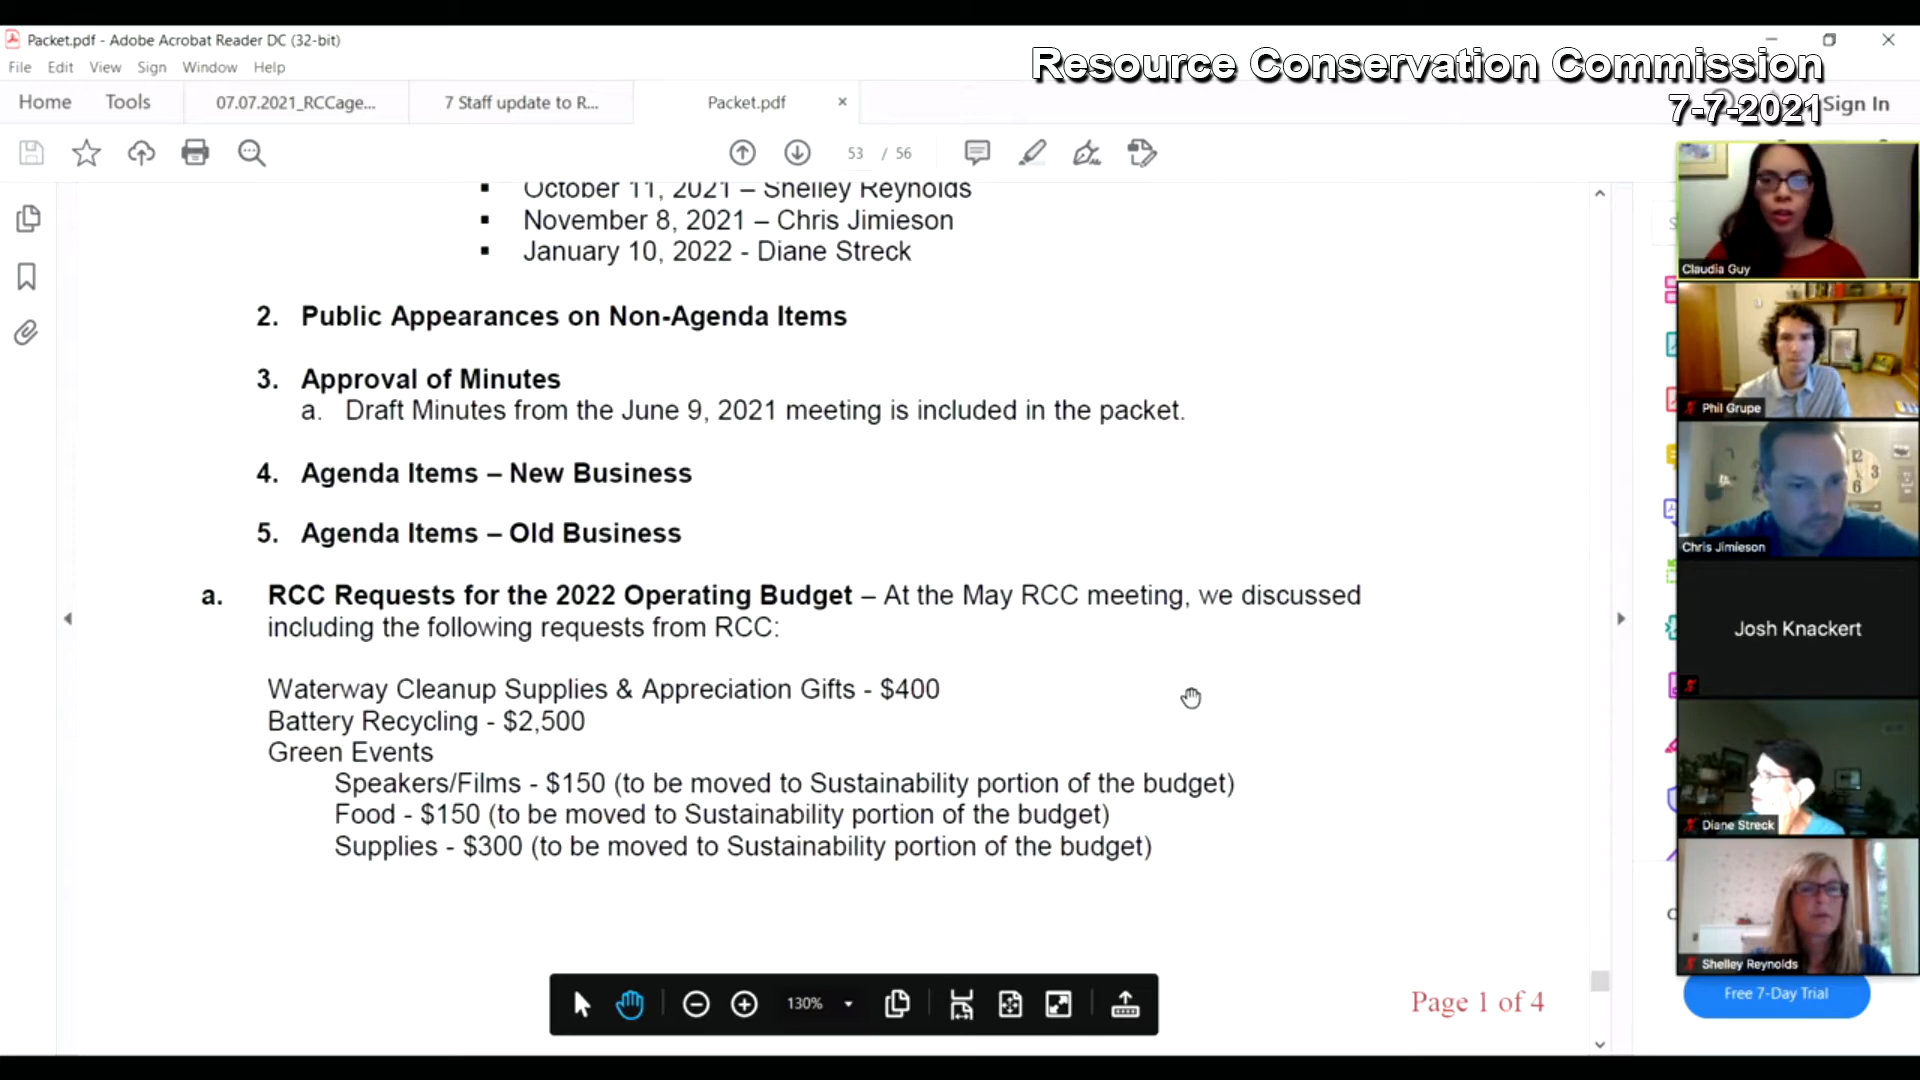 Packet.pdf - Adobe Acrobat Reader DC (32-bit)
File Edit View Sign Window Help
Resource Conservation Commission
7-7-2021
Home Tools 07.07.2021_RCCage... 7 Staff update to R... Packet.pdf × Sign In
53 / 56
October 11, 2021 – Shelley Reynolds
November 8, 2021 – Chris Jimieson
January 10, 2022 - Diane Streck
2. Public Appearances on Non-Agenda Items
3. Approval of Minutes
a. Draft Minutes from the June 9, 2021 meeting is included in the packet.
4. Agenda Items – New Business
5. Agenda Items – Old Business
a. RCC Requests for the 2022 Operating Budget – At the May RCC meeting, we discussed
including the following requests from RCC:
Waterway Cleanup Supplies & Appreciation Gifts - $400
Battery Recycling - $2,500
Green Events
Speakers/Films - $150 (to be moved to Sustainability portion of the budget)
Food - $150 (to be moved to Sustainability portion of the budget)
Supplies - $300 (to be moved to Sustainability portion of the budget)
130%
Page 1 of 4
Claudia Guy
Phil Grupe
Chris Jimieson
Josh Knackert
Diane Streck
Shelley Reynolds
Free 7-Day Trial